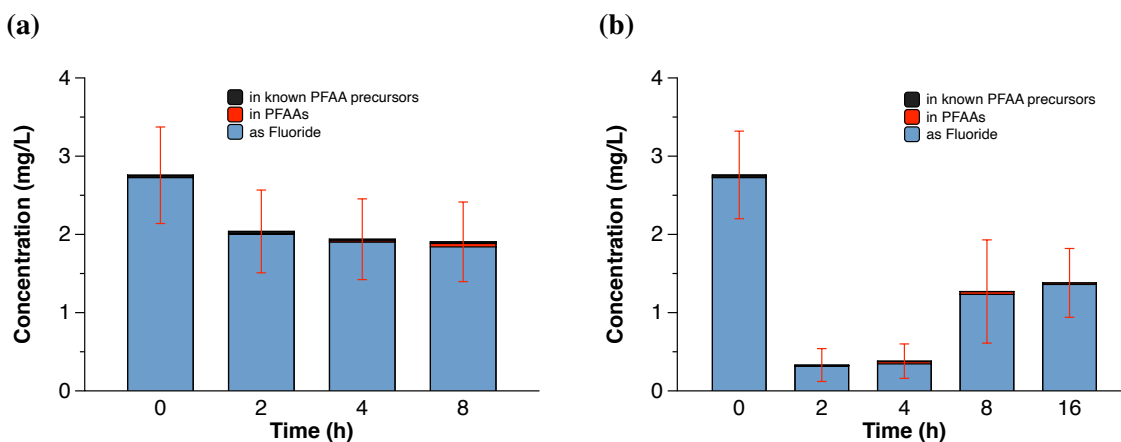 (a)
4
3
2
1
0
Concentration (mg/L)
in known PFAA precursors
in PFAAs
as Fluoride
0 2 4 8
Time (h)
(b)
4
3
2
1
0
Concentration (mg/L)
in known PFAA precursors
in PFAAs
as Fluoride
0 2 4 8 16
Time (h)